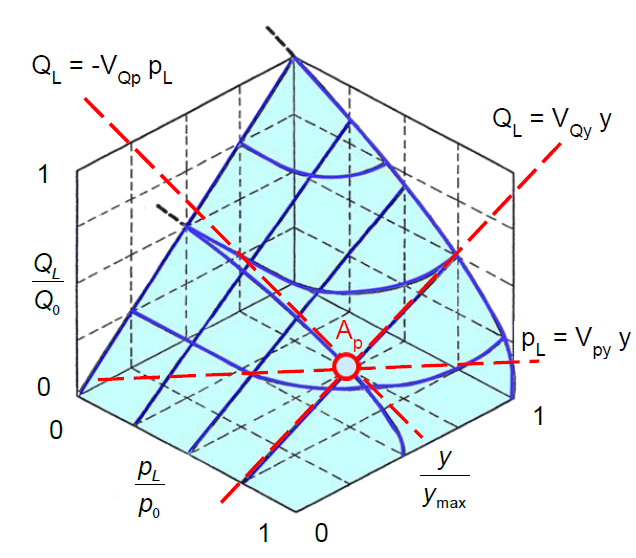 Q_L = -V_Qp p_L
Q_L = V_Qy y
1
Q_L
Q_0
A_p
p_L = V_py y
0
0
1
p_L
p_0
y
y_max
1
0